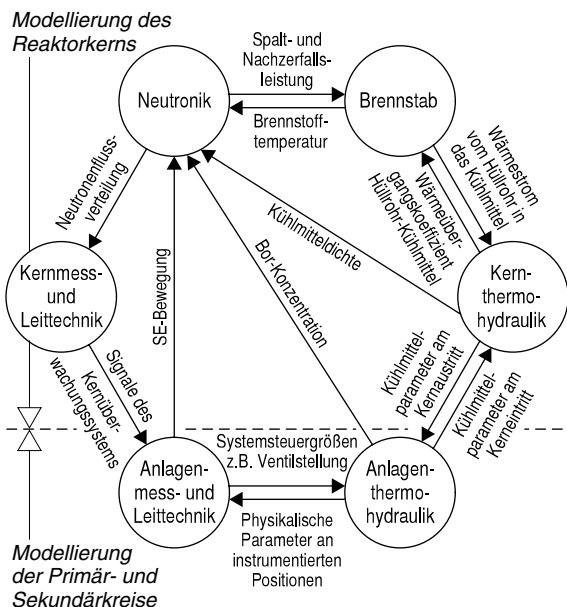 Modellierung des
Reaktorkerns
Spalt- und
Nachzerfalls-
leistung
Neutronik
Brennstab
Brennstoff-
temperatur
Neutronenfluss-
verteilung
Wärmestrom
vom Hüllrohr in
das Kühlmittel
Wärmeüber-
gangskoeffizient
Hüllrohr-Kühlmittel
Kühlmitteldichte
Bor-Konzentration
SE-Bewegung
Kernmess-
und
Leittechnik
Kern-
thermo-
hydraulik
Signale des
Kernüber-
wachungssystems
Kühlmittel-
parameter am
Kernaustritt
Kühlmittel-
parameter am
Kerneintritt
Systemsteuergrößen
z.B. Ventilstellung
Anlagen-
mess- und
Leittechnik
Anlagen-
thermo-
hydraulik
Physikalische
Parameter an
instrumentierten
Positionen
Modellierung
der Primär- und
Sekundärkreise